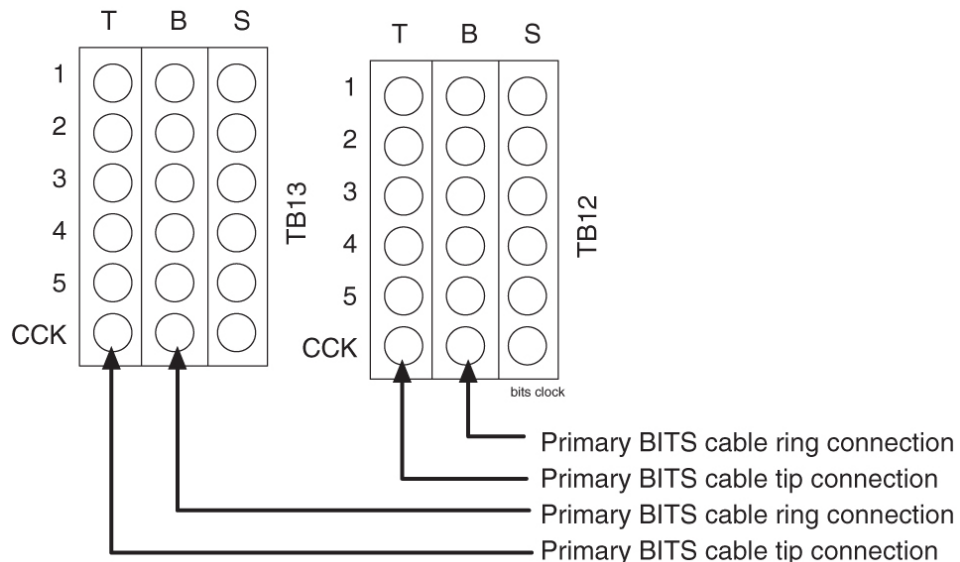 T B S
1
2
3
4
5
CCK
TB13
T B S
1
2
3
4
5
CCK
TB12
bits clock
Primary BITS cable ring connection
Primary BITS cable tip connection
Primary BITS cable ring connection
Primary BITS cable tip connection